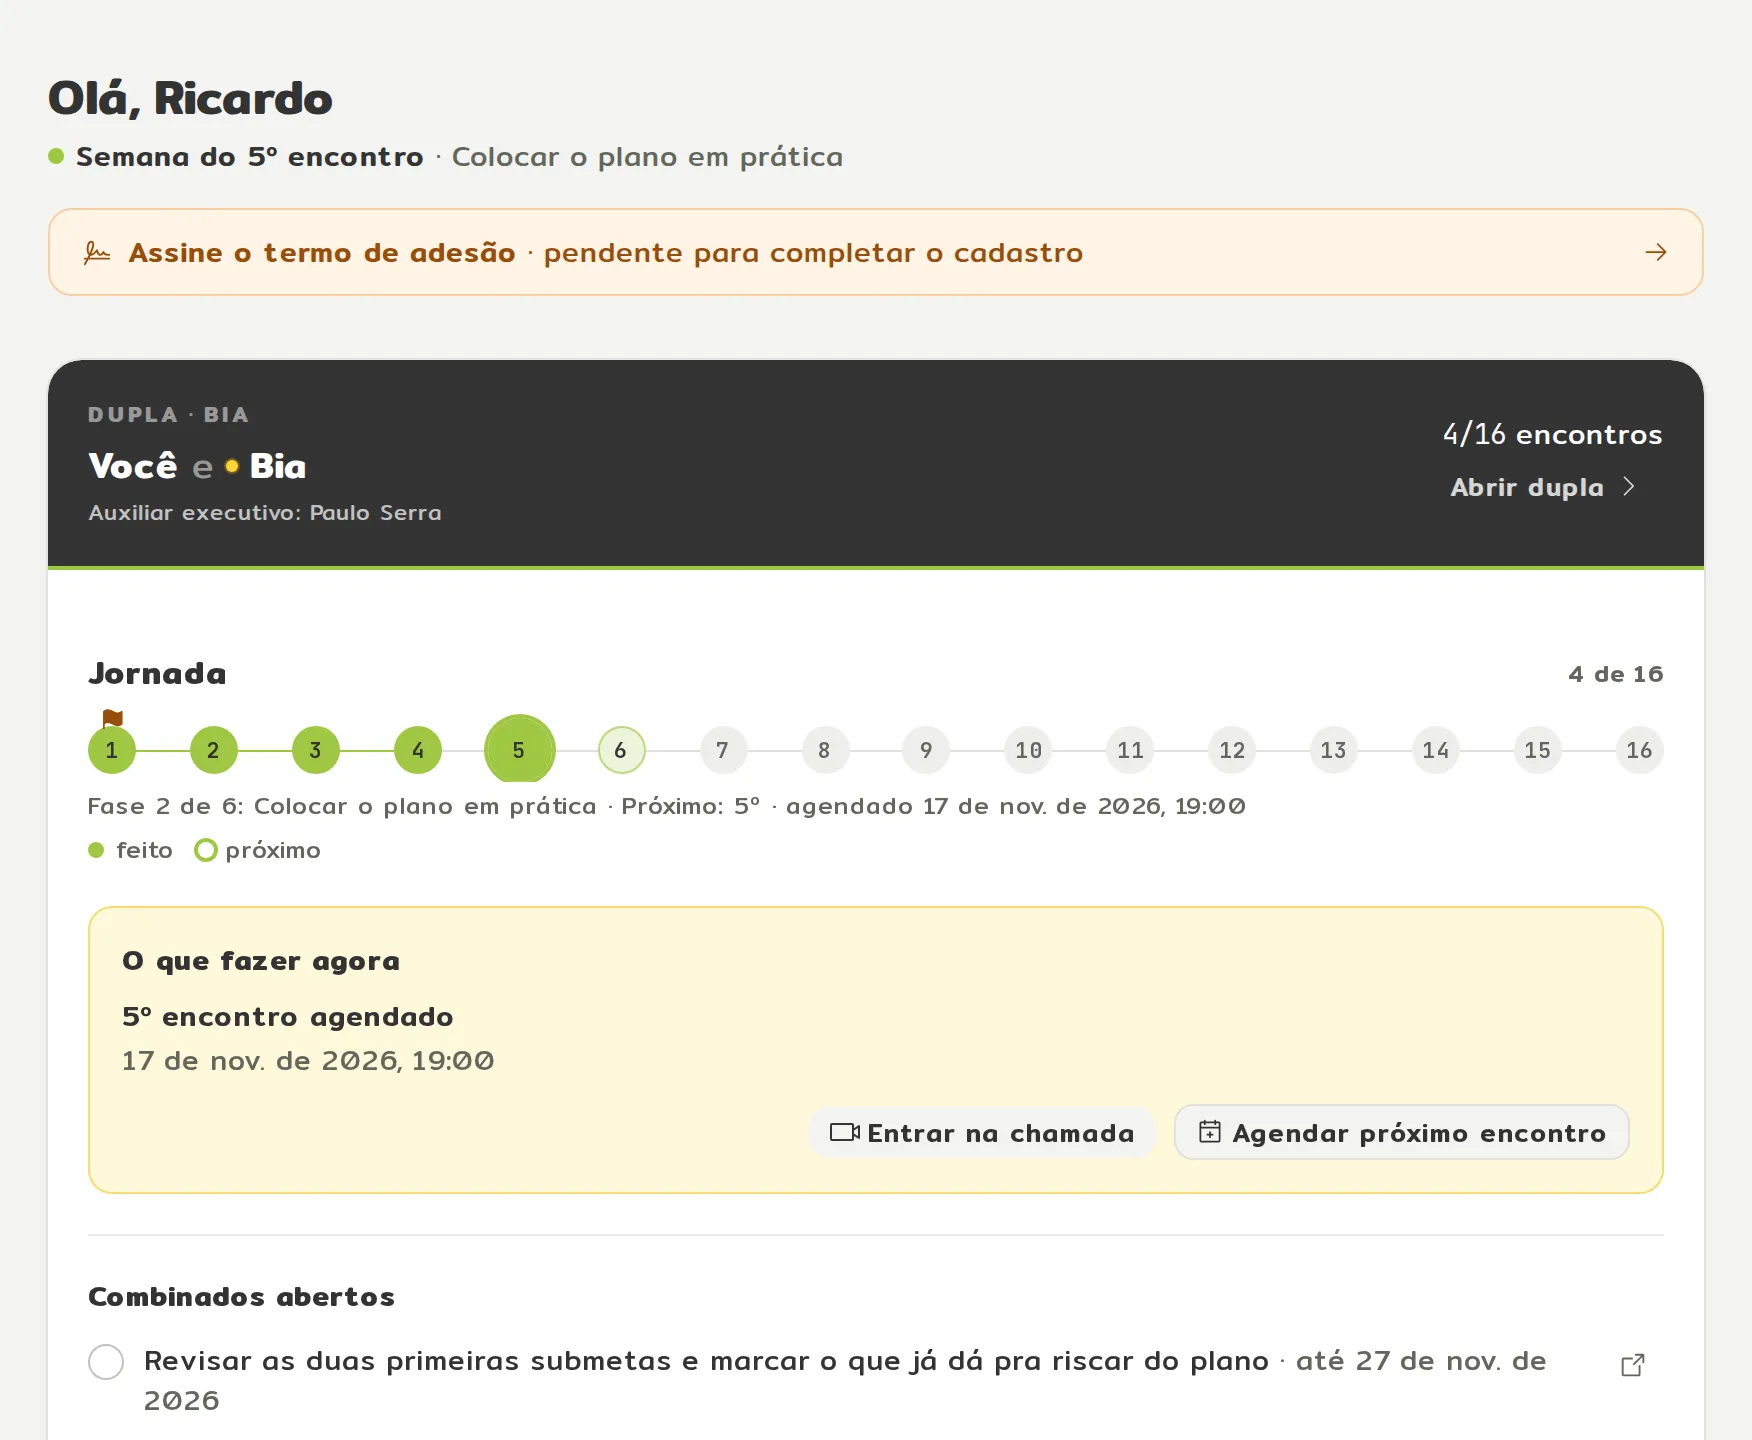 Olá, Ricardo
Semana do 5º encontro · Colocar o plano em prática
Assine o termo de adesão · pendente para completar o cadastro
DUPLA · BIA
Você e Bia
Auxiliar executivo: Paulo Serra
4/16 encontros
Abrir dupla
Jornada
4 de 16
1 2 3 4 5 6 7 8 9 10 11 12 13 14 15 16
Fase 2 de 6: Colocar o plano em prática · Próximo: 5º · agendado 17 de nov. de 2026, 19:00
feito próximo
O que fazer agora
5º encontro agendado
17 de nov. de 2026, 19:00
Entrar na chamada
Agendar próximo encontro
Combinados abertos
Revisar as duas primeiras submetas e marcar o que já dá pra riscar do plano · até 27 de nov. de
2026